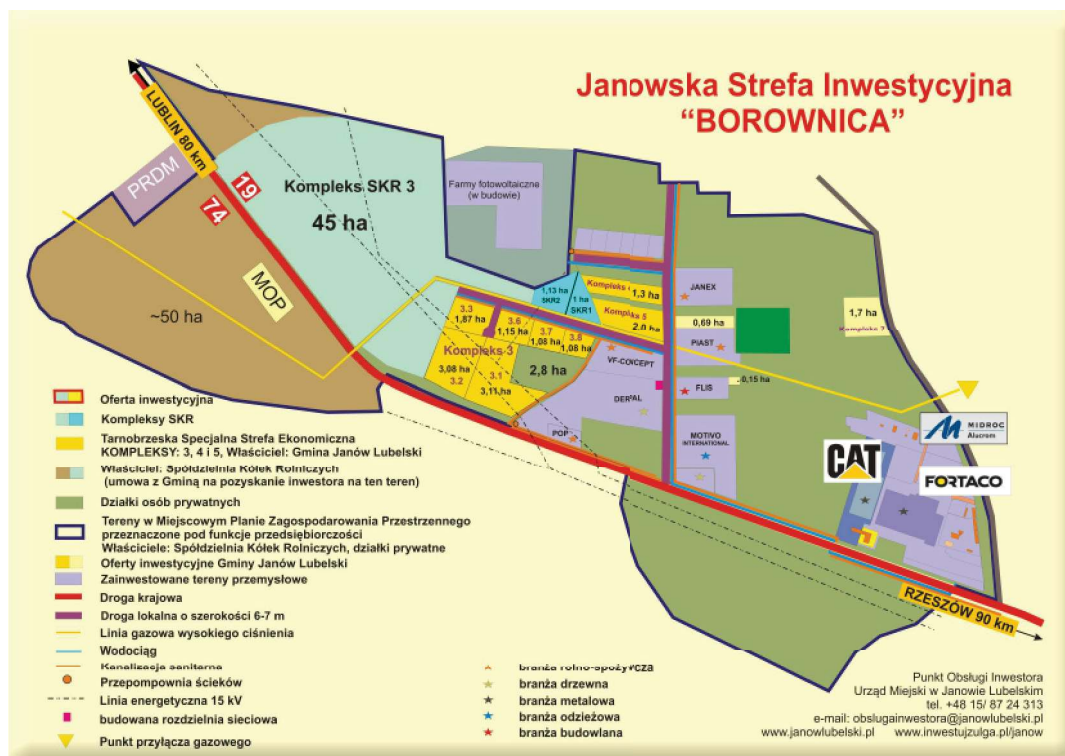 Janowska Strefa Inwestycyjna
“BOROWNICA”
LUBLIN 80 km
PRDM
19
74
Kompleks SKR 3
45 ha
Farmy fotowoltaiczne
(w budowie)
MOP
~50 ha
1,13 ha
SKR2
1 ha
SKR1
Kompleks
1,3 ha
Kompleks 5
2.0 ha
JANEX
0,69 ha
PIAST
1,7 ha
Kompleks 7
3.3
1,87 ha
3.6
1,15 ha
3.7
1,08 ha
3.8
1,08 ha
Kompleks 3
3,08 ha
3.2
3.1
3,11 ha
2,8 ha
VF-CONCEPT
0,15 ha
FLIS
POP
MOTIVO
INTERNATIONAL
MIDROC
Alucrom
CAT
FORTACO
RZESZÓW 90 km
Oferta inwestycyjna
Kompleksy SKR
Tarnobrzeska Specjalna Strefa Ekonomiczna
KOMPLEKSY: 3, 4 i 5, Właściciel: Gmina Janów Lubelski
Właściciel: Spółdzielnia Kółek Rolniczych
(umowa z Gminą na pozyskanie inwestora na ten teren)
Działki osób prywatnych
Tereny w Miejscowym Planie Zagospodarowania Przestrzennego
przeznaczone pod funkcje przedsiębiorczości
Właściciele: Spółdzielnia Kółek Rolniczych, działki prywatne
Oferty inwestycyjne Gminy Janów Lubelski
Zainwestowane tereny przemysłowe
Droga krajowa
Droga lokalna o szerokości 6-7 m
Linia gazowa wysokiego ciśnienia
Wodociąg
Kanalizacja sanitarna
Przepompownia ścieków
Linia energetyczna 15 kV
budowana rozdzielnia sieciowa
Punkt przyłącza gazowego
branża rolno-spożywcza
branża drzewna
branża metalowa
branża odzieżowa
branża budowlana
Punkt Obsługi Inwestora
Urząd Miejski w Janowie Lubelskim
tel. +48 15/ 87 24 313
e-mail: obslugainwestora@janowlubelski.pl
www.janowlubelski.pl www.inwestujzulga.pl/janow